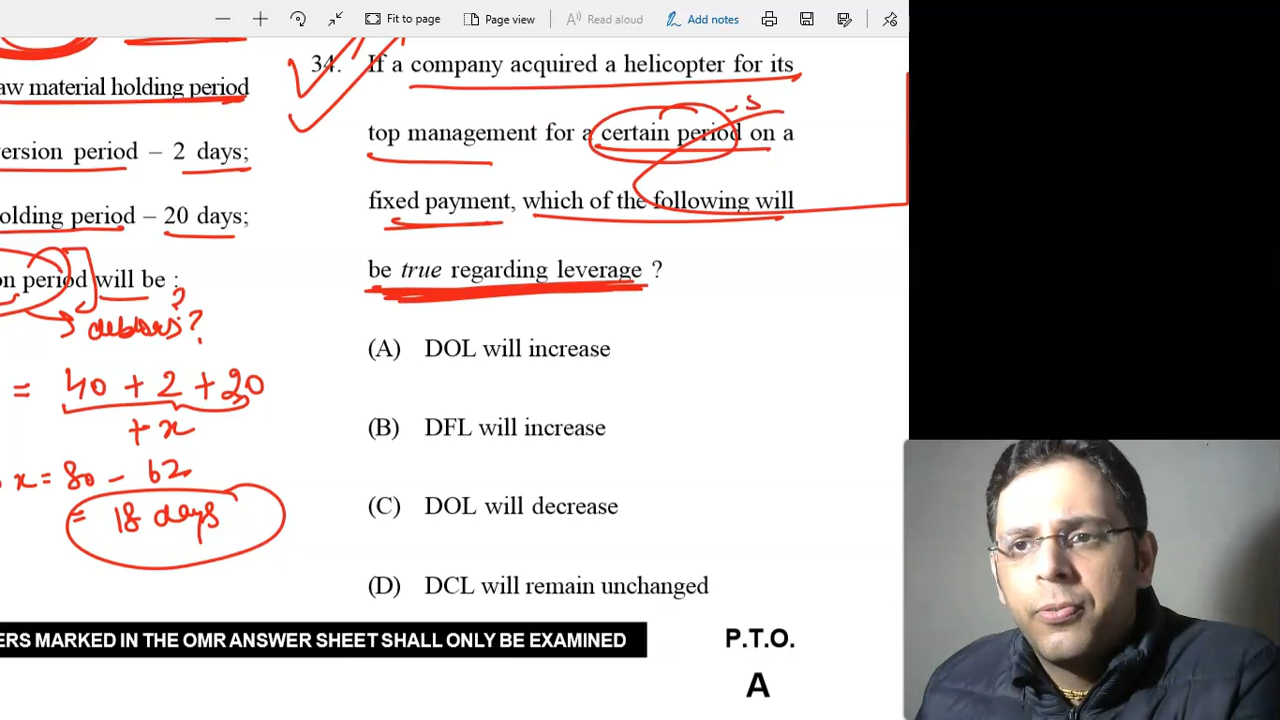 Fit to page
Page view
Read aloud
Add notes
aw material holding period
ersion period – 2 days;
olding period – 20 days;
on period will be :
?
debtors?
= 40 + 2 + 20
+ x
x = 80 - 62
= 18 days
34. If a company acquired a helicopter for its
top management for a certain period on a
fixed payment, which of the following will
be true regarding leverage ?
(A) DOL will increase
(B) DFL will increase
(C) DOL will decrease
(D) DCL will remain unchanged
ERS MARKED IN THE OMR ANSWER SHEET SHALL ONLY BE EXAMINED
P.T.O.
A